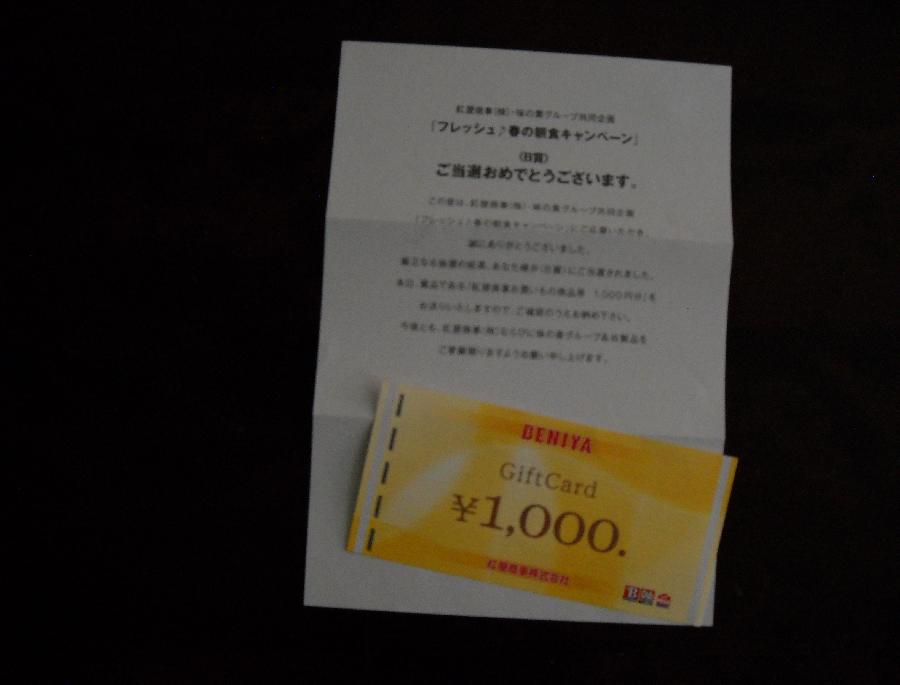 紅屋商事(株)・味の素グループ共同企画
「フレッシュ♪春の朝食キャンペーン」
(B賞)
ご当選おめでとうございます。
この度は、紅屋商事(株)・味の素グループ共同企画
「フレッシュ♪春の朝食キャンペーン」にご応募いただき、
誠にありがとうございました。
厳正なる抽選の結果、あなた様が(B賞)にご当選されました。
本日、賞品である「紅屋商事お買いもの商品券 1,000円分」を
お送りいたしますので、ご確認のうえお納め下さい。
今後とも、紅屋商事(株)ならびに味の素グループ各社製品を
ご愛顧賜りますようお願い申し上げます。
BENIYA
GiftCard
¥1,000.
紅屋商事株式会社